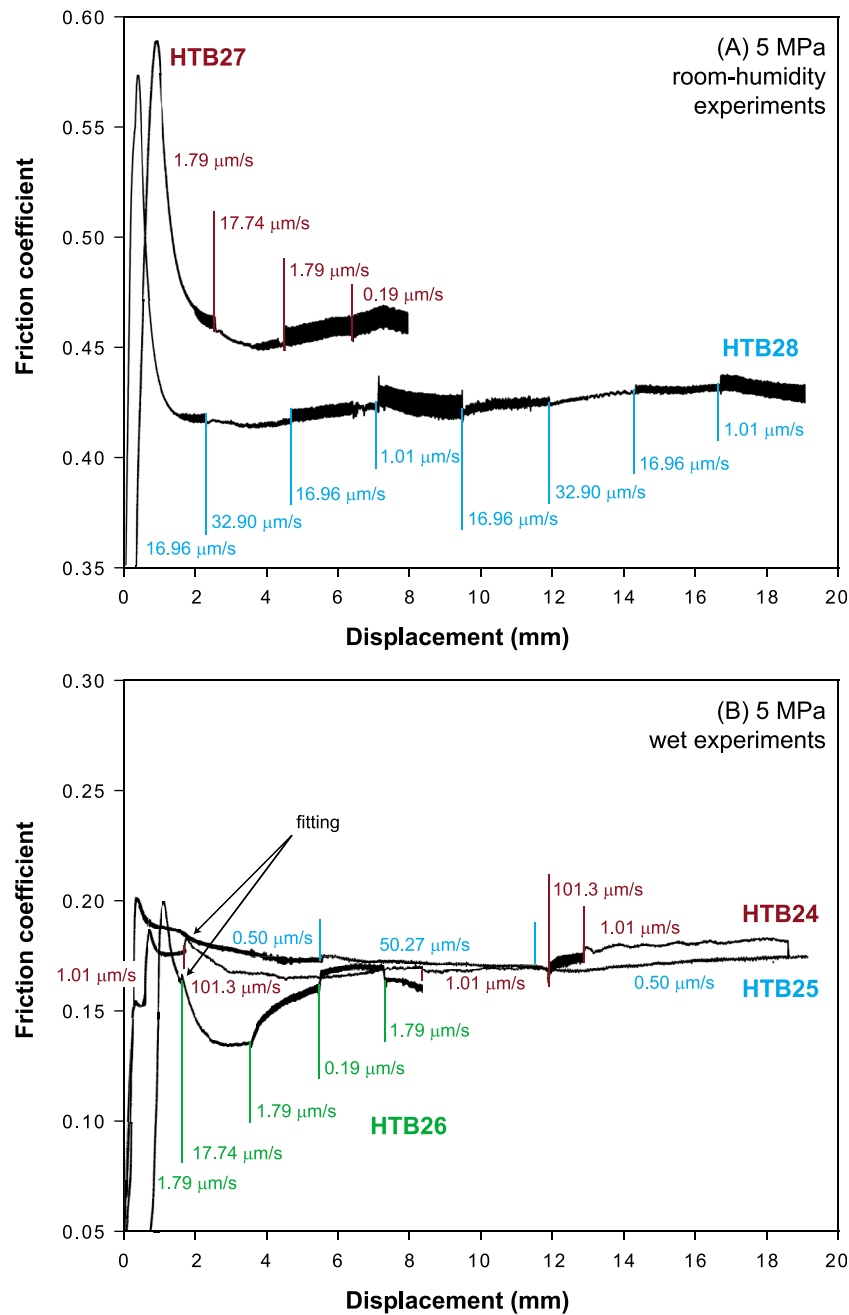 0.60
0.55
0.50
0.45
0.40
0.35
Friction coefficient
HTB27
(A) 5 MPa
room-humidity
experiments
1.79 μm/s
17.74 μm/s
1.79 μm/s
0.19 μm/s
HTB28
16.96 μm/s
32.90 μm/s
16.96 μm/s
1.01 μm/s
16.96 μm/s
32.90 μm/s
16.96 μm/s
1.01 μm/s
0 2 4 6 8 10 12 14 16 18 20
Displacement (mm)
0.30
0.25
0.20
0.15
0.10
0.05
Friction coefficient
(B) 5 MPa
wet experiments
fitting
0.50 μm/s
50.27 μm/s
101.3 μm/s
1.01 μm/s
HTB24
1.01 μm/s
101.3 μm/s
1.01 μm/s
0.50 μm/s
HTB25
1.79 μm/s
0.19 μm/s
1.79 μm/s
HTB26
17.74 μm/s
1.79 μm/s
0 2 4 6 8 10 12 14 16 18 20
Displacement (mm)